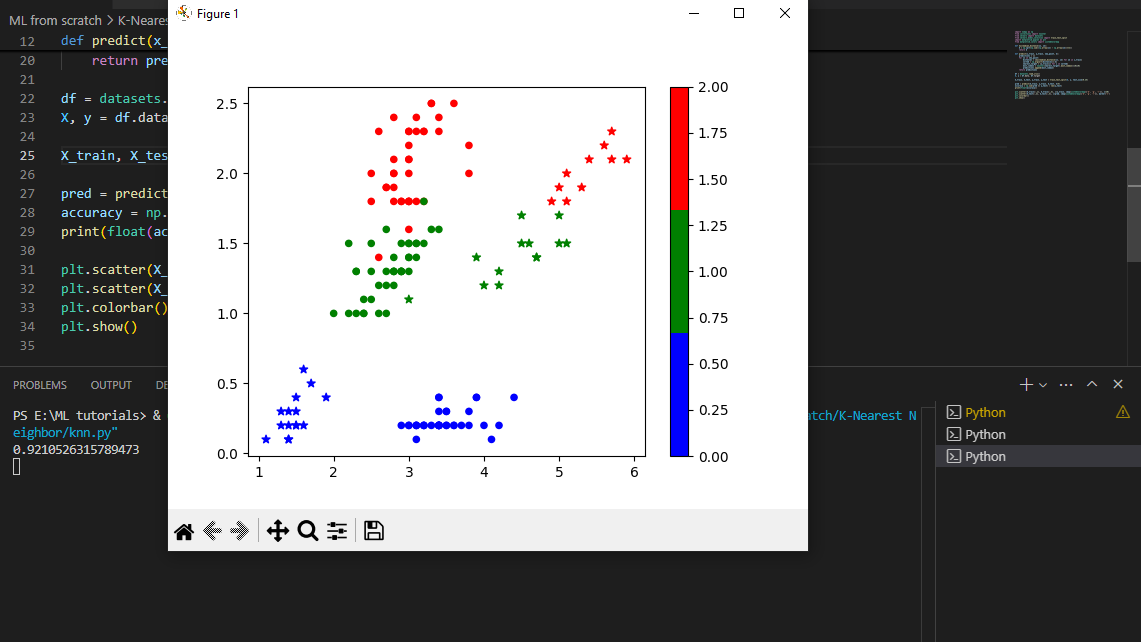 Figure 1
ML from scratch > K-Neares
12 def predict(x_
20 return pre
21
22 df = datasets.
23 X, y = df.data
24
25 X_train, X_tes
26
27 pred = predict
28 accuracy = np.
29 print(float(ac
30
31 plt.scatter(X_
32 plt.scatter(X_
33 plt.colorbar()
34 plt.show()
35
2.5
2.0
1.5
1.0
0.5
0.0
1 2 3 4 5 6
2.00
1.75
1.50
1.25
1.00
0.75
0.50
0.25
0.00
PROBLEMS OUTPUT DE
PS E:\ML tutorials> & atch/K-Nearest N
eighbor/knn.py"
0.9210526315789473
Python
Python
Python